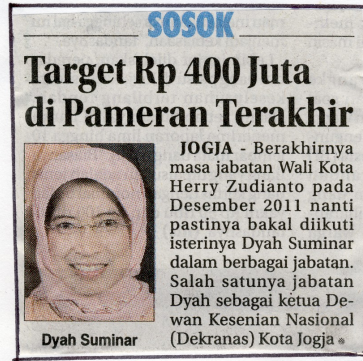 SOSOK
Target Rp 400 Juta
di Pameran Terakhir
JOGJA - Berakhirnya
masa jabatan Wali Kota
Herry Zudianto pada
Desember 2011 nanti
pastinya bakal diikuti
isterinya Dyah Suminar
dalam berbagai jabatan.
Salah satunya jabatan
Dyah sebagai ketua De-
wan Kesenian Nasional
(Dekranas) Kota Jogja
Dyah Suminar